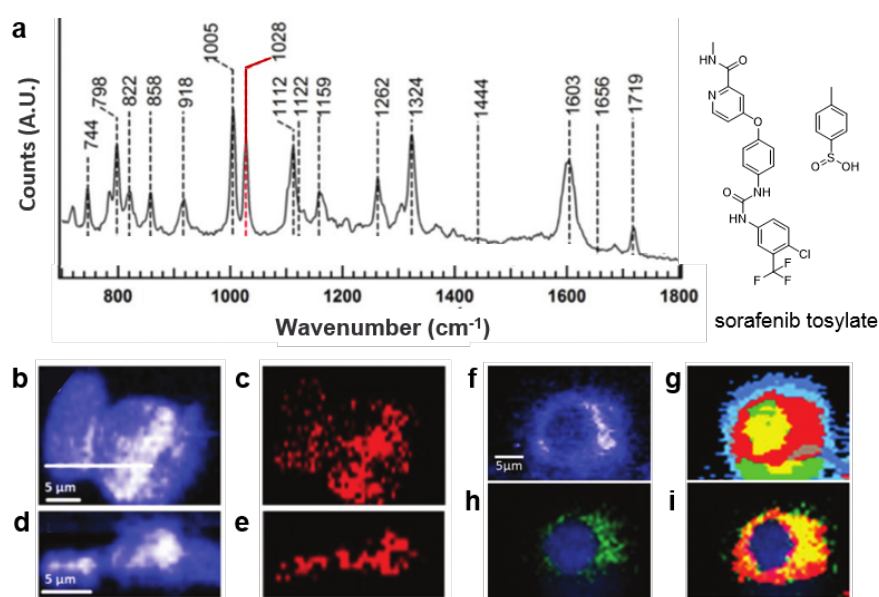 a
Counts (A.U.)
744
798
822
858
918
1005
1028
1112
1122
1159
1262
1324
1444
1603
1656
1719
800
1000
1200
1400
1600
1800
Wavenumber (cm-1)
HN
O
N
O
NH
O
HN
Cl
F
F
F
S
O
OH
sorafenib tosylate
b
5 μm
c
d
5 μm
e
f
5μm
g
h
i